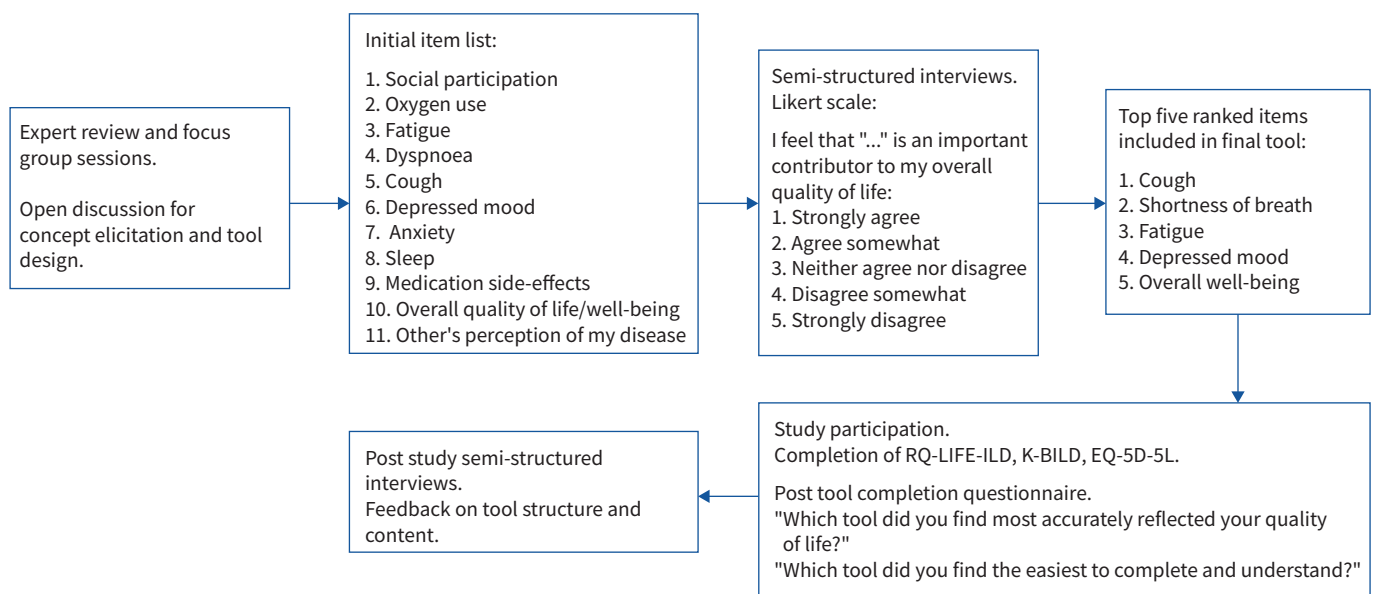 Expert review and focus
group sessions.
Open discussion for
concept elicitation and tool
design.
Initial item list:
1. Social participation
2. Oxygen use
3. Fatigue
4. Dyspnoea
5. Cough
6. Depressed mood
7. Anxiety
8. Sleep
9. Medication side-effects
10. Overall quality of life/well-being
11. Other's perception of my disease
Semi-structured interviews.
Likert scale:
I feel that "..." is an important
contributor to my overall
quality of life:
1. Strongly agree
2. Agree somewhat
3. Neither agree nor disagree
4. Disagree somewhat
5. Strongly disagree
Top five ranked items
included in final tool:
1. Cough
2. Shortness of breath
3. Fatigue
4. Depressed mood
5. Overall well-being
Study participation.
Completion of RQ-LIFE-ILD, K-BILD, EQ-5D-5L.
Post tool completion questionnaire.
"Which tool did you find most accurately reflected your quality
of life?"
"Which tool did you find the easiest to complete and understand?"
Post study semi-structured
interviews.
Feedback on tool structure and
content.